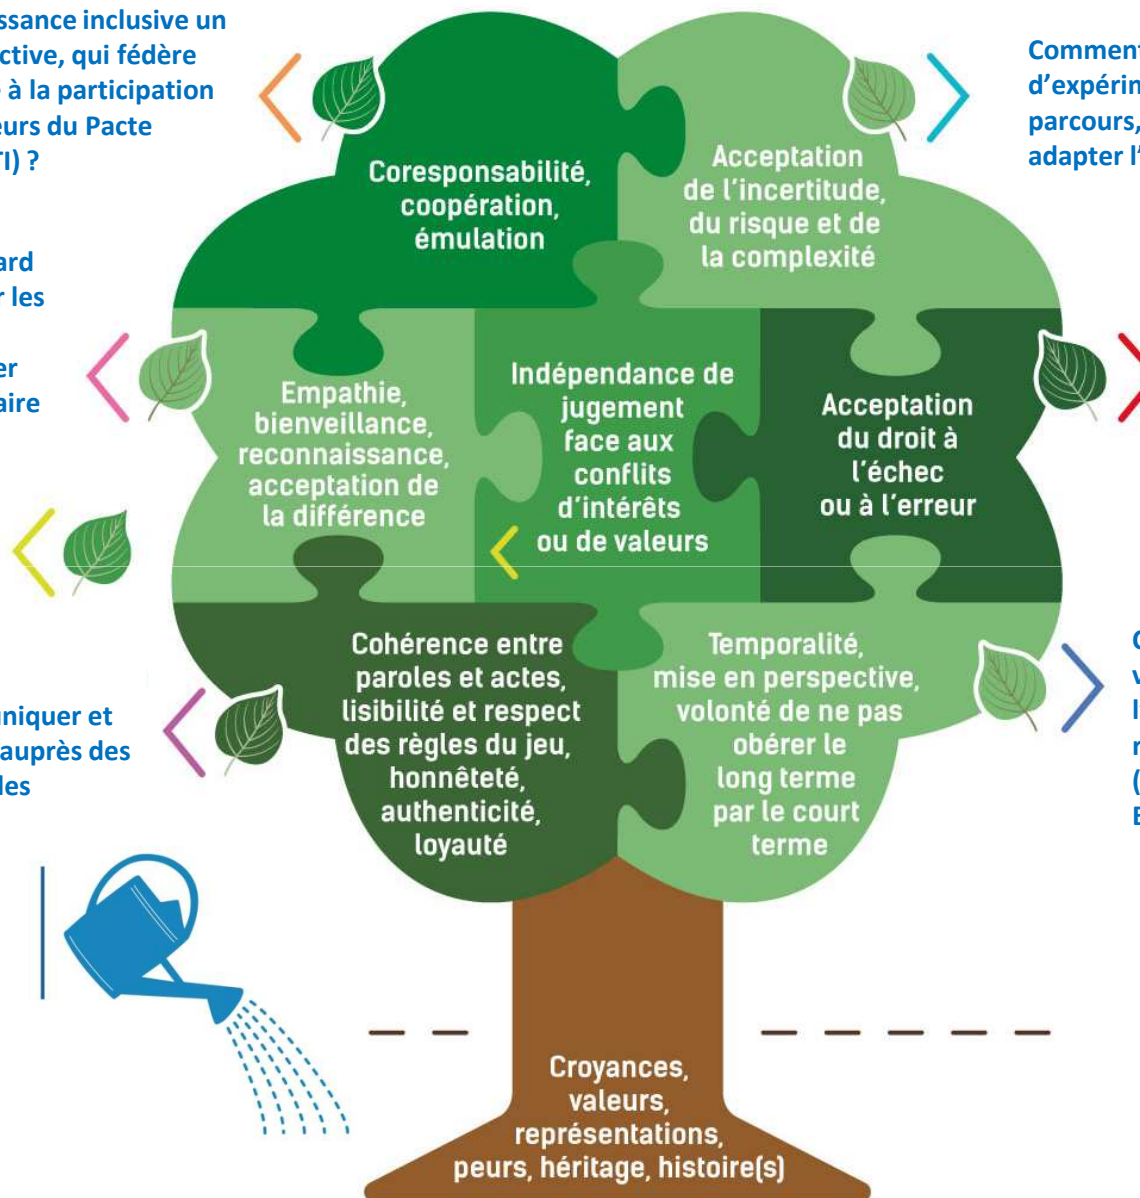 ssance inclusive un
ctive, qui fédère
à la participation
eurs du Pacte
TI) ?
Comment
d’expérin
parcours,
adapter l’
Coresponsabilité,
coopération,
émulation
Acceptation
de l’incertitude,
du risque et de
la complexité
ard
r les
er
aire
Empathie,
bienveillance,
reconnaissance,
acceptation de
la différence
Indépendance de
jugement
face aux
conflits
d’intérêts
ou de valeurs
Acceptation
du droit à
l’échec
ou à l’erreur
Cohérence entre
paroles et actes,
lisibilité et respect
des règles du jeu,
honnêteté,
authenticité,
loyauté
Temporalité,
mise en perspective,
volonté de ne pas
obérer le
long terme
par le court
terme
uniquer et
auprès des
les
Croyances,
valeurs,
représentations,
peurs, héritage, histoire(s)